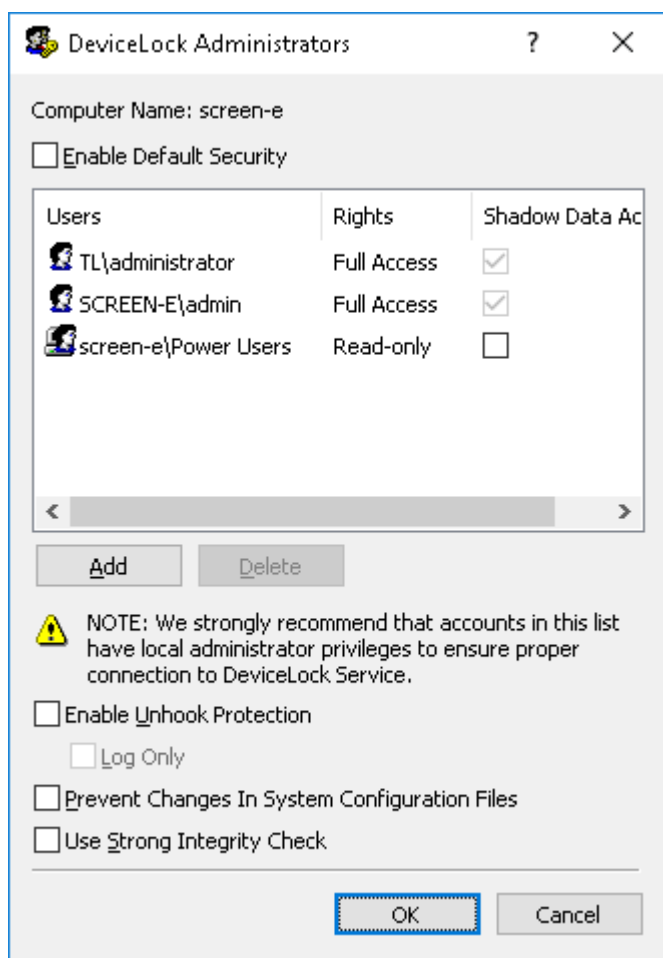 DeviceLock Administrators ?
Computer Name: screen-e
Enable Default Security
Users Rights Shadow Data Ac
TL\administrator Full Access
SCREEN-E\admin Full Access
screen-e\Power Users Read-only
Add Delete
NOTE: We strongly recommend that accounts in this list
have local administrator privileges to ensure proper
connection to DeviceLock Service.
Enable Unhook Protection
Log Only
Prevent Changes In System Configuration Files
Use Strong Integrity Check
OK Cancel